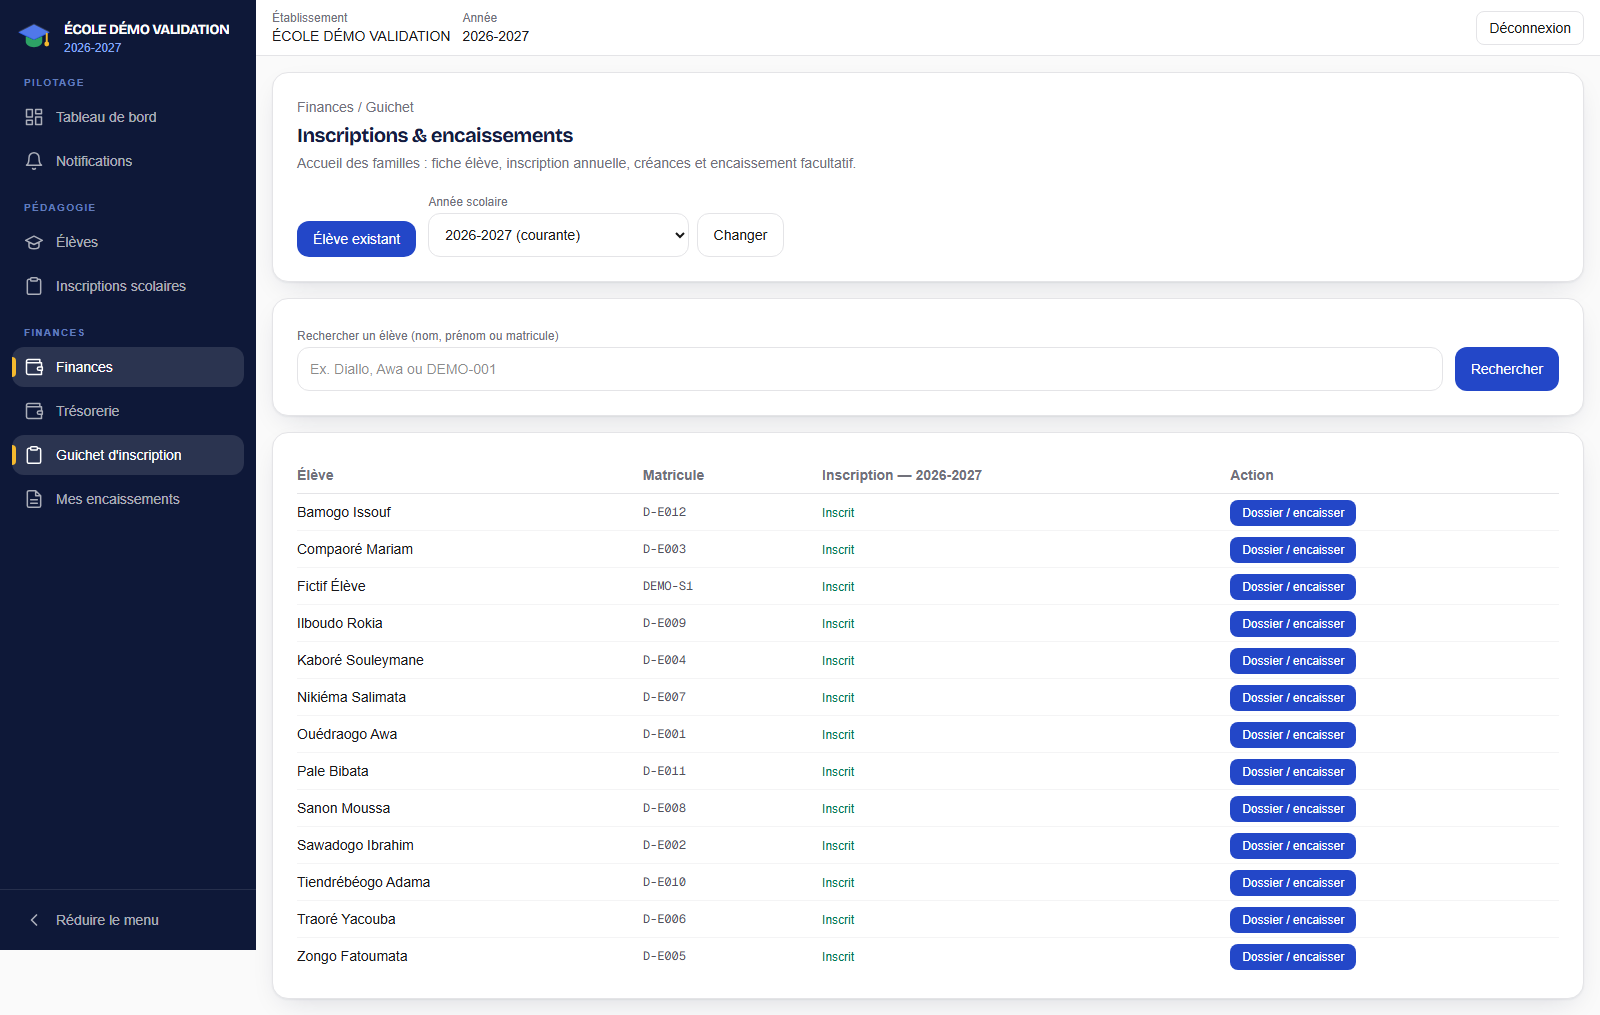 ÉCOLE DÉMO VALIDATION
2026-2027
PILOTAGE
Tableau de bord
Notifications
PÉDAGOGIE
Élèves
Inscriptions scolaires
FINANCES
Finances
Trésorerie
Guichet d'inscription
Mes encaissements
Réduire le menu
Établissement Année
ÉCOLE DÉMO VALIDATION 2026-2027
Déconnexion
Finances / Guichet
Inscriptions & encaissements
Accueil des familles : fiche élève, inscription annuelle, créances et encaissement facultatif.
Année scolaire
Élève existant 2026-2027 (courante) Changer
Rechercher un élève (nom, prénom ou matricule)
Ex. Diallo, Awa ou DEMO-001 Rechercher
Élève Matricule Inscription — 2026-2027 Action
Bamogo Issouf D-E012 Inscrit Dossier / encaisser
Compaoré Mariam D-E003 Inscrit Dossier / encaisser
Fictif Élève DEMO-S1 Inscrit Dossier / encaisser
Ilboudo Rokia D-E009 Inscrit Dossier / encaisser
Kaboré Souleymane D-E004 Inscrit Dossier / encaisser
Nikiéma Salimata D-E007 Inscrit Dossier / encaisser
Ouédraogo Awa D-E001 Inscrit Dossier / encaisser
Pale Bibata D-E011 Inscrit Dossier / encaisser
Sanon Moussa D-E008 Inscrit Dossier / encaisser
Sawadogo Ibrahim D-E002 Inscrit Dossier / encaisser
Tiendrébéogo Adama D-E010 Inscrit Dossier / encaisser
Traoré Yacouba D-E006 Inscrit Dossier / encaisser
Zongo Fatoumata D-E005 Inscrit Dossier / encaisser